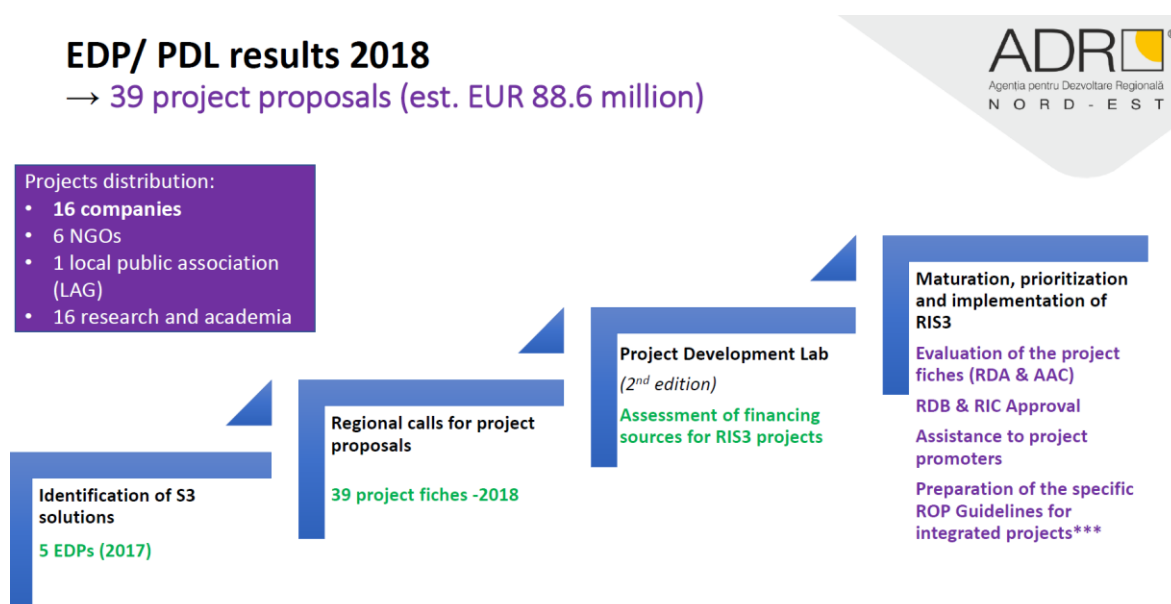 EDP/ PDL results 2018
→ 39 project proposals (est. EUR 88.6 million)
ADR
®
Agenția pentru Dezvoltare Regională
NORD-EST
Projects distribution:
• 16 companies
• 6 NGOs
• 1 local public association
(LAG)
• 16 research and academia
Identification of S3
solutions
5 EDPs (2017)
Regional calls for project
proposals
39 project fiches -2018
Project Development Lab
(2nd edition)
Assessment of financing
sources for RIS3 projects
Maturation, prioritization
and implementation of
RIS3
Evaluation of the project
fiches (RDA & AAC)
RDB & RIC Approval
Assistance to project
promoters
Preparation of the specific
ROP Guidelines for
integrated projects***